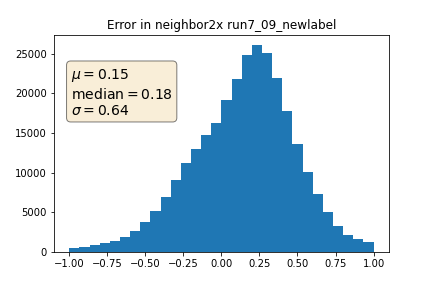 Error in neighbor2x run7_09_newlabel
μ = 0.15
median = 0.18
σ = 0.64
25000
20000
15000
10000
5000
0
−1.00 −0.75 −0.50 −0.25 0.00 0.25 0.50 0.75 1.00